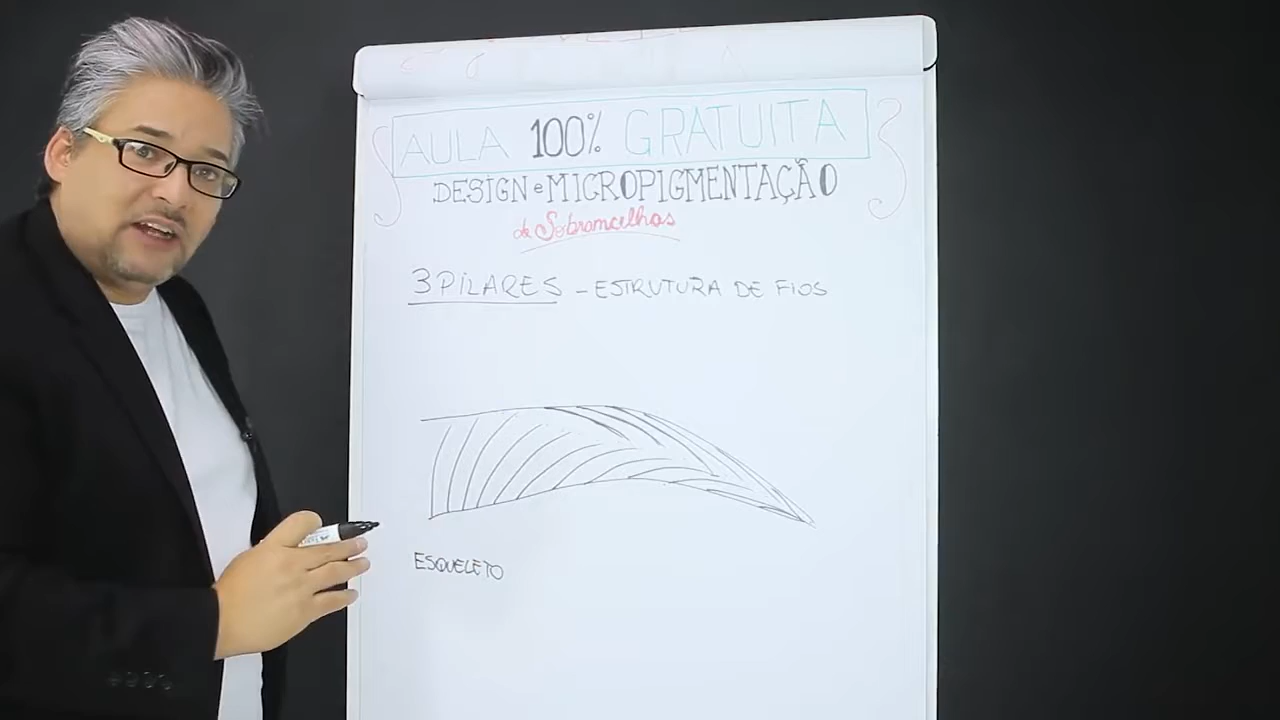 AULA 100% GRATUITA
DESIGN e MICROPIGMENTAÇÃO
de Sobrancelhas
3 PILARES - ESTRUTURA DE FIOS
ESQUELETO